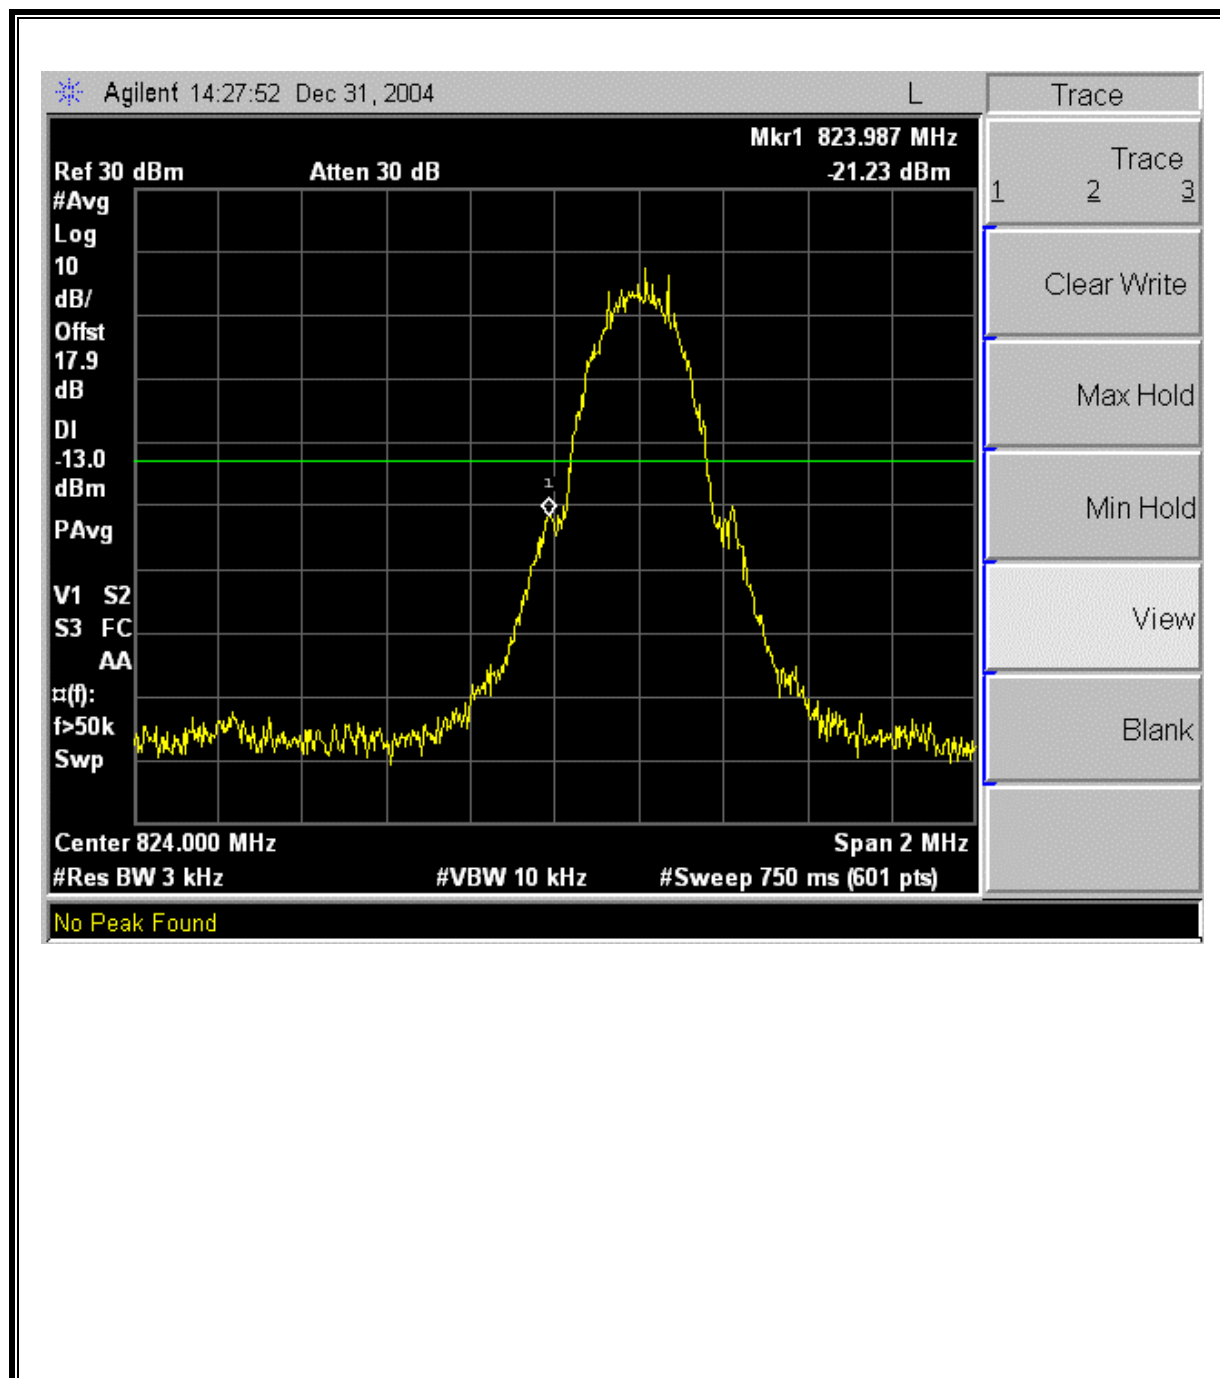 Agilent 14:27:52 Dec 31, 2004 L
Trace
Mkr1 823.987 MHz
Ref 30 dBm Atten 30 dB -21.23 dBm
#Avg
Log
10
dB/
Offst
17.9
dB
DI
-13.0
dBm
PAvg
1
V1 S2
S3 FC
AA
¤(f):
f>50k
Swp
Center 824.000 MHz Span 2 MHz
#Res BW 3 kHz #VBW 10 kHz #Sweep 750 ms (601 pts)
No Peak Found
Trace
1 2 3
Clear Write
Max Hold
Min Hold
View
Blank